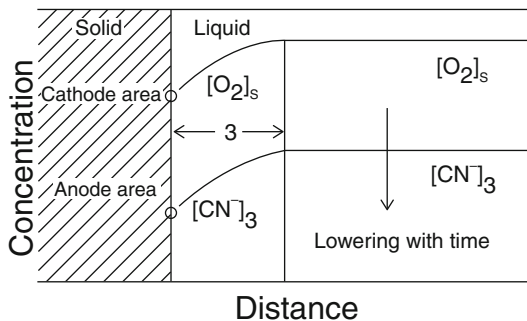 Solid
Liquid
Cathode area
[O₂]ₛ
[O₂]ₛ
3
Anode area
[CN⁻]₃
[CN⁻]₃
Lowering with time
Concentration
Distance